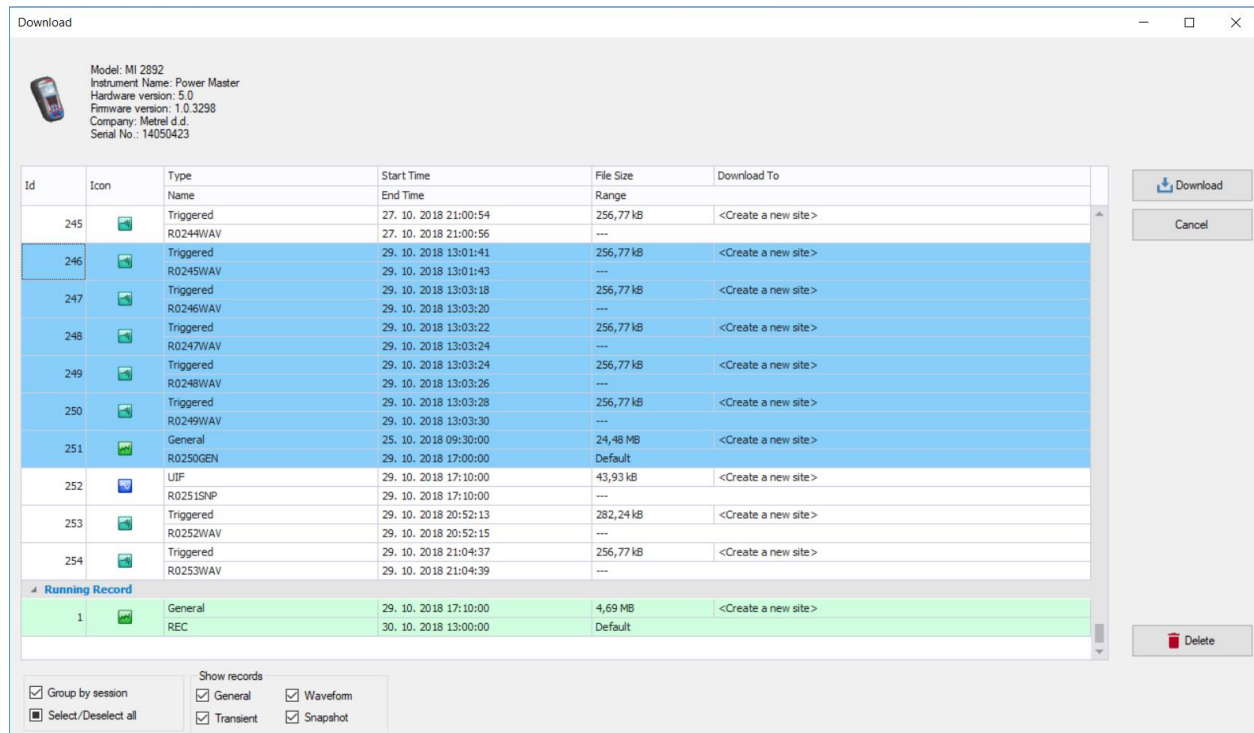 Download
Model: MI 2892
Instrument Name: Power Master
Hardware version: 5.0
Firmware version: 1.0.3298
Company: Metrel d.d.
Serial No.: 14050423
Id Icon Type Start Time File Size Download To
Name End Time Range
Download
Cancel
245 Triggered 27. 10. 2018 21:00:54 256,77 kB <Create a new site>
R0244WAV 27. 10. 2018 21:00:56 ---
246 Triggered 29. 10. 2018 13:01:41 256,77 kB <Create a new site>
R0245WAV 29. 10. 2018 13:01:43 ---
247 Triggered 29. 10. 2018 13:03:18 256,77 kB <Create a new site>
R0246WAV 29. 10. 2018 13:03:20 ---
248 Triggered 29. 10. 2018 13:03:22 256,77 kB <Create a new site>
R0247WAV 29. 10. 2018 13:03:24 ---
249 Triggered 29. 10. 2018 13:03:24 256,77 kB <Create a new site>
R0248WAV 29. 10. 2018 13:03:26 ---
250 Triggered 29. 10. 2018 13:03:28 256,77 kB <Create a new site>
R0249WAV 29. 10. 2018 13:03:30 ---
251 General 25. 10. 2018 09:30:00 24,48 MB <Create a new site>
R0250GEN 29. 10. 2018 17:00:00 Default
252 UIF 29. 10. 2018 17:10:00 43,93 kB <Create a new site>
R0251SNP 29. 10. 2018 17:10:00 ---
253 Triggered 29. 10. 2018 20:52:13 282,24 kB <Create a new site>
R0252WAV 29. 10. 2018 20:52:15 ---
254 Triggered 29. 10. 2018 21:04:37 256,77 kB <Create a new site>
R0253WAV 29. 10. 2018 21:04:39 ---
Running Record
1 General 29. 10. 2018 17:10:00 4,69 MB <Create a new site>
REC 30. 10. 2018 13:00:00 Default
Delete
Group by session
Select/Deselect all
Show records
General Waveform
Transient Snapshot